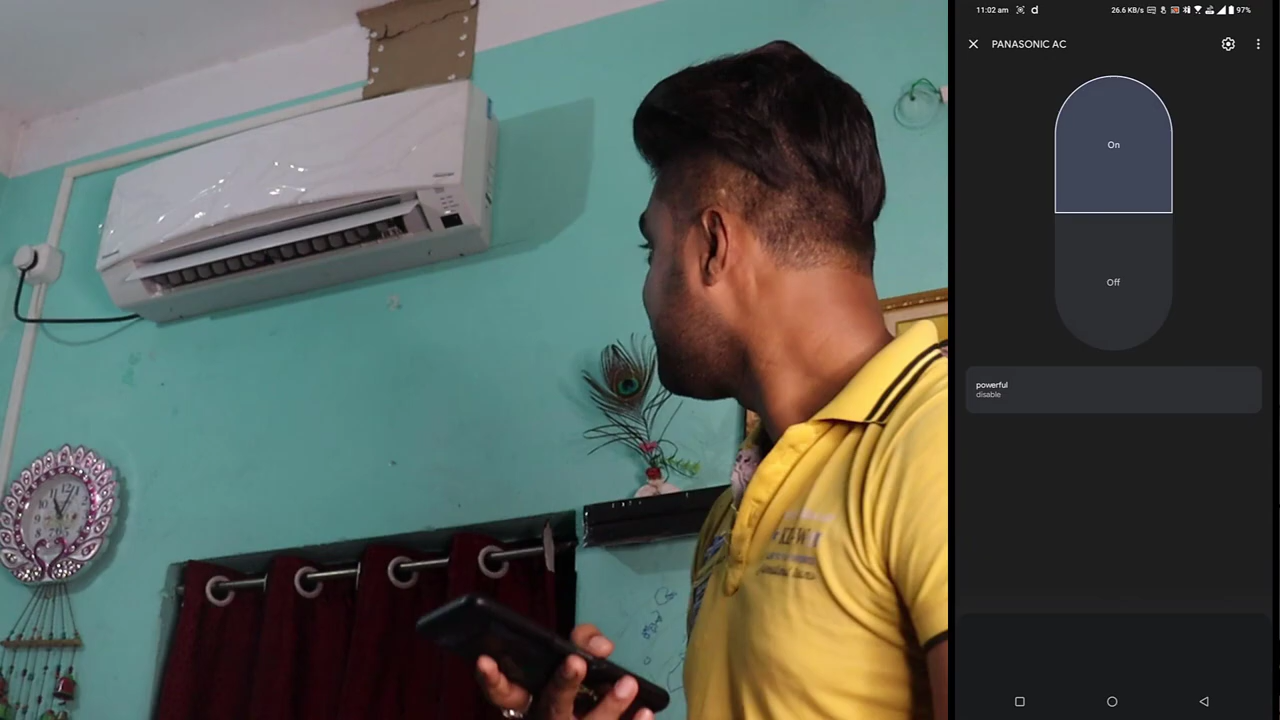 11:02 am
26.6 KB/s
97%
PANASONIC AC
On
Off
powerful
disable